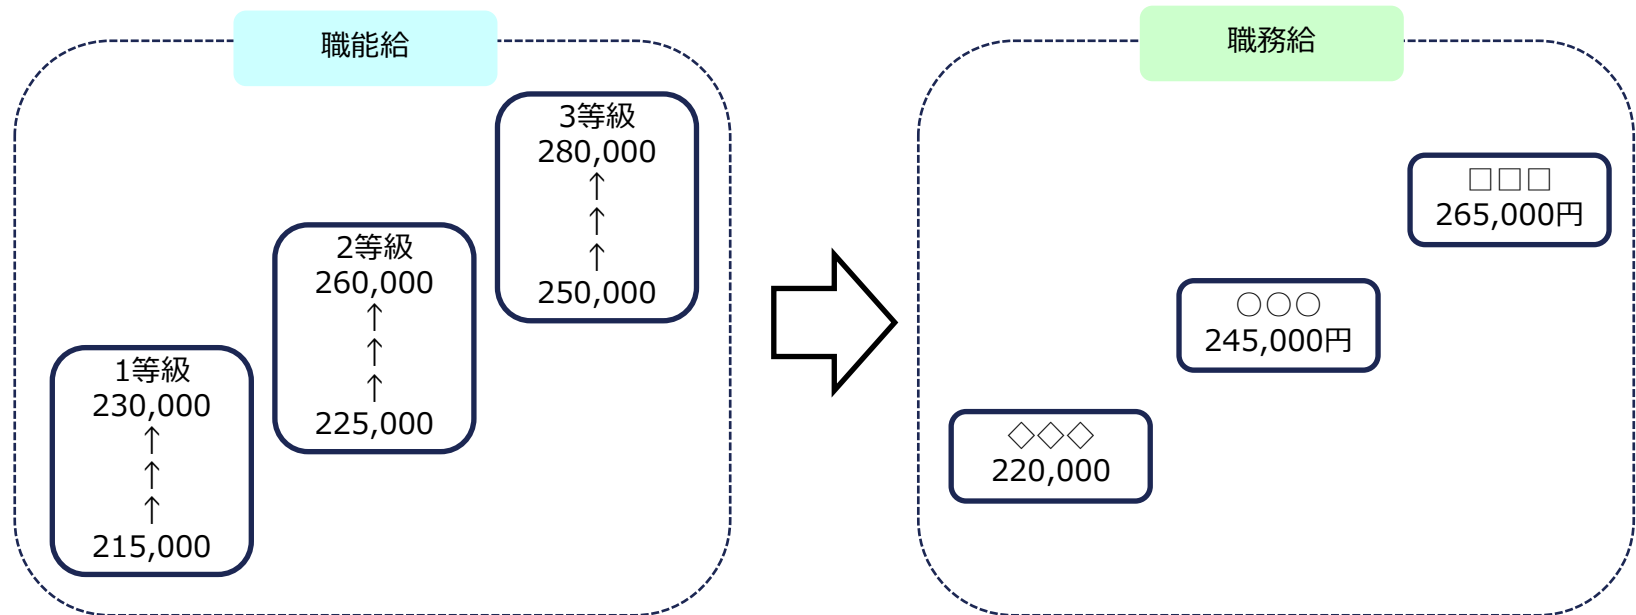 職能給
3等級
280,000
↑
↑
↑
250,000
2等級
260,000
↑
↑
↑
225,000
1等級
230,000
↑
↑
↑
215,000
職務給
□□□
265,000円
○○○
245,000円
◇◇◇
220,000